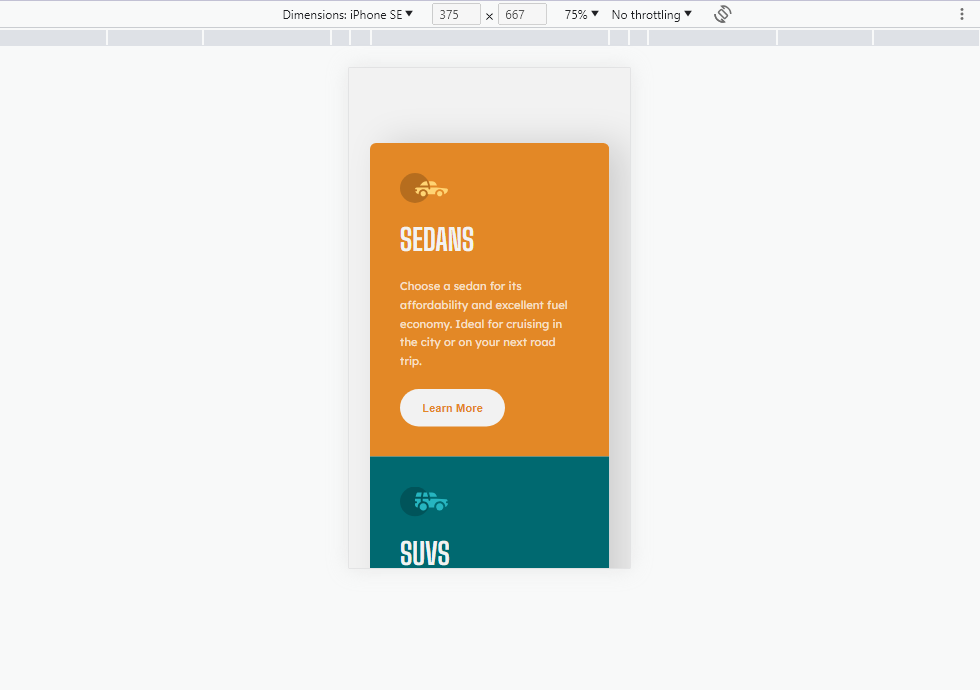 Dimensions: iPhone SE 375 x 667 75% No throttling
SEDANS
Choose a sedan for its
affordability and excellent fuel
economy. Ideal for cruising in
the city or on your next road
trip.
Learn More
SUVS